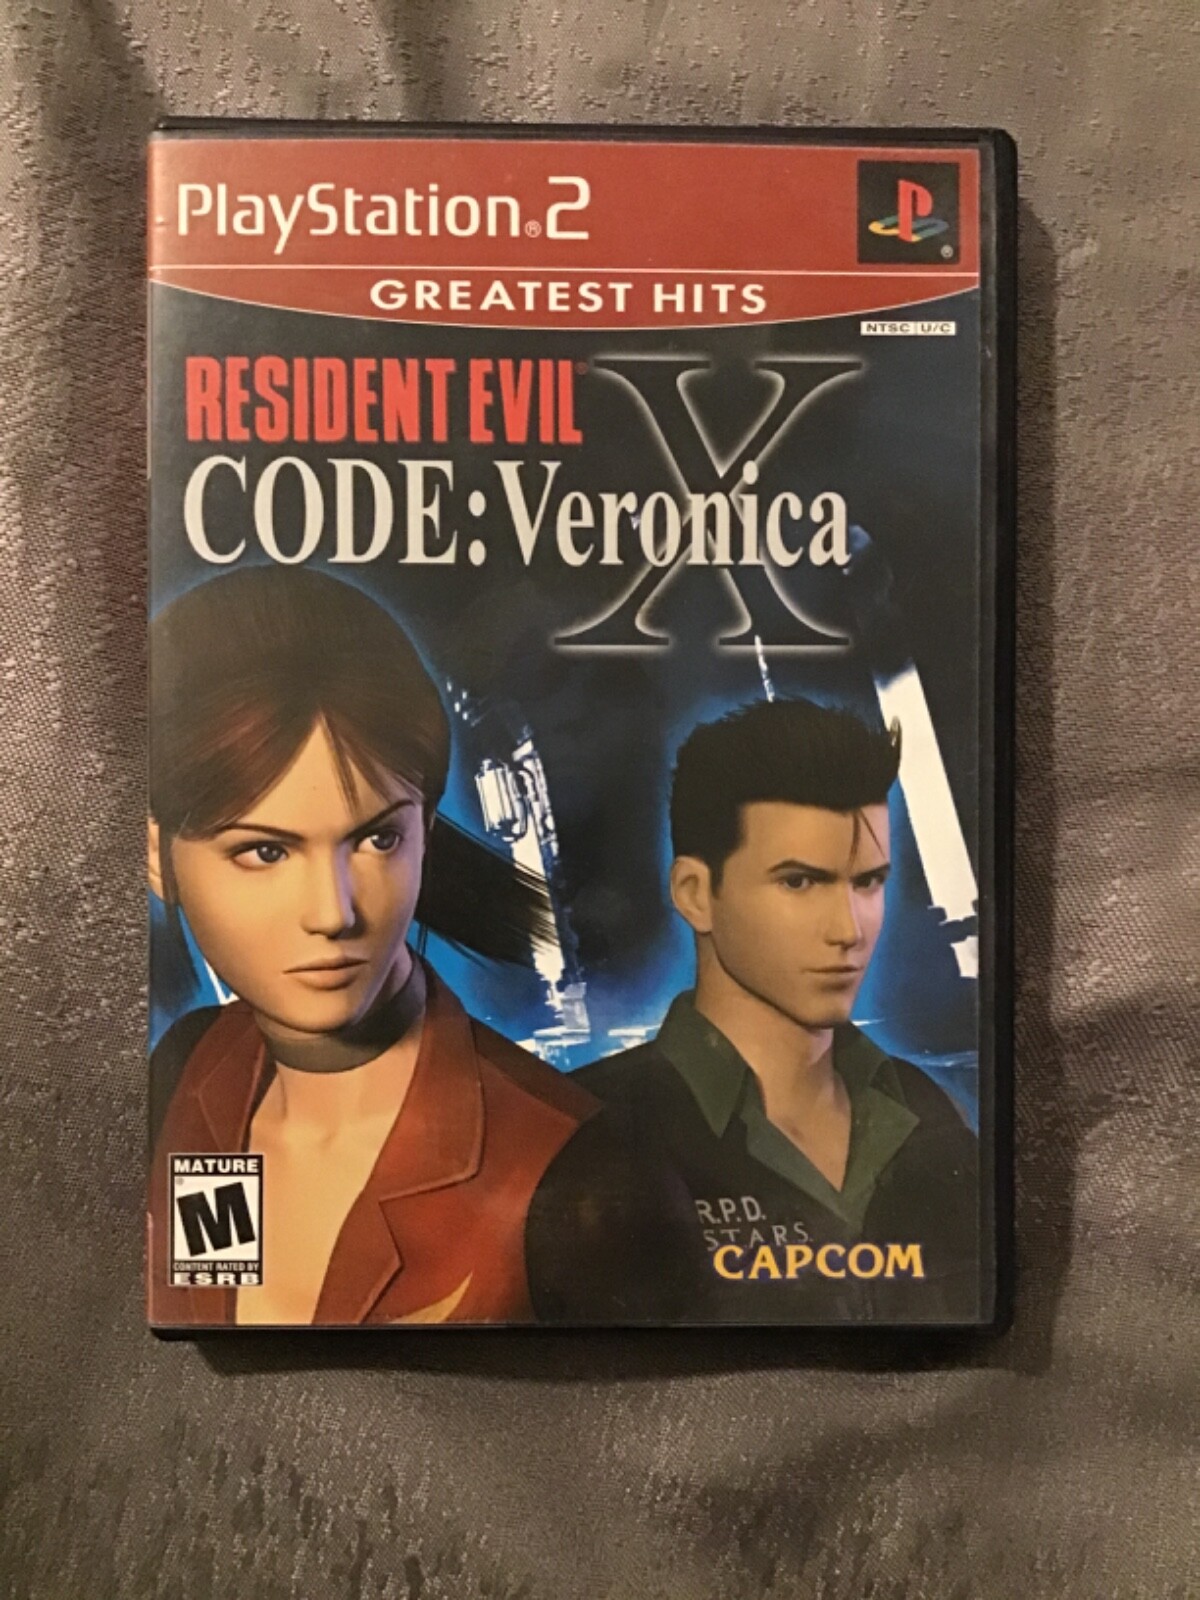 PlayStation®2
GREATEST HITS
NTSC U/C
RESIDENT EVIL®
X
CODE:Veronica
MATURE
M
CONTENT RATED BY
ESRB
R.P.D.
S.T.A.R.S.
CAPCOM